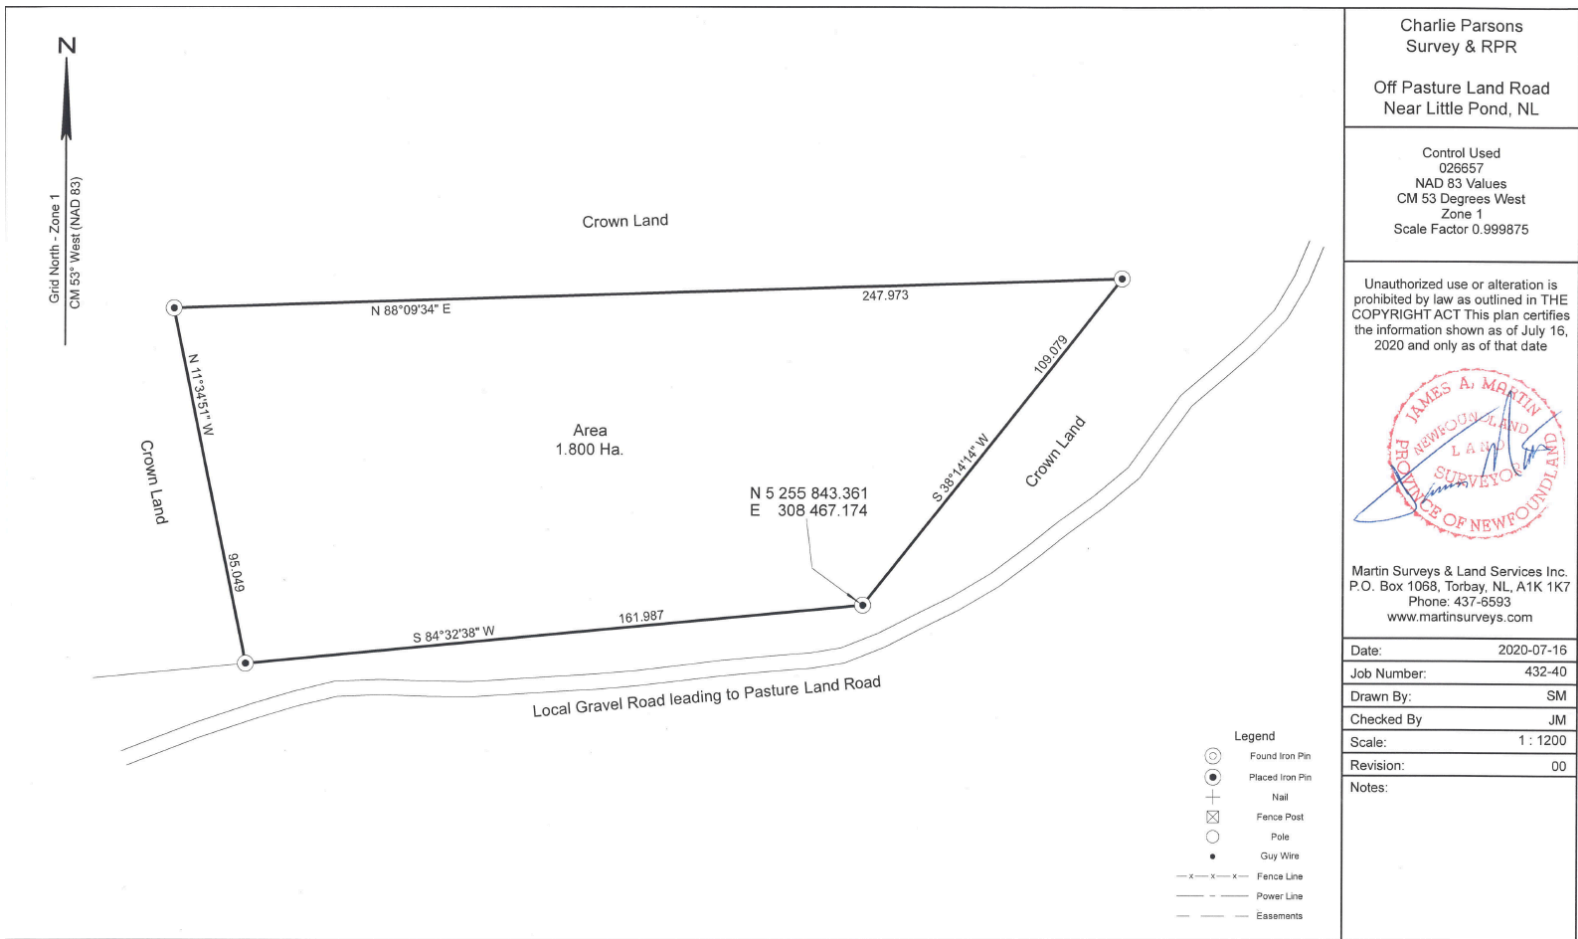 N
Grid North - Zone 1
CM 53° West (NAD 83)
Crown Land
N 88°09'34" E
247.973
N 11°34'51" W
95.049
Crown Land
Area
1.800 Ha.
109.079
S 38°14'14" W
Crown Land
N 5 255 843.361
E 308 467.174
S 84°32'38" W
161.987
Local Gravel Road leading to Pasture Land Road
Legend
Found Iron Pin
Placed Iron Pin
Nail
Fence Post
Pole
Guy Wire
Fence Line
Power Line
Easements
Charlie Parsons
Survey & RPR
Off Pasture Land Road
Near Little Pond, NL
Control Used
026657
NAD 83 Values
CM 53 Degrees West
Zone 1
Scale Factor 0.999875
Unauthorized use or alteration is
prohibited by law as outlined in THE
COPYRIGHT ACT This plan certifies
the information shown as of July 16,
2020 and only as of that date
JAMES A. MARTIN
NEWFOUNDLAND
LAND
SURVEYOR
PROVINCE OF NEWFOUNDLAND
Martin Surveys & Land Services Inc.
P.O. Box 1068, Torbay, NL, A1K 1K7
Phone: 437-6593
www.martinsurveys.com
Date: 2020-07-16
Job Number: 432-40
Drawn By: SM
Checked By JM
Scale: 1 : 1200
Revision: 00
Notes: